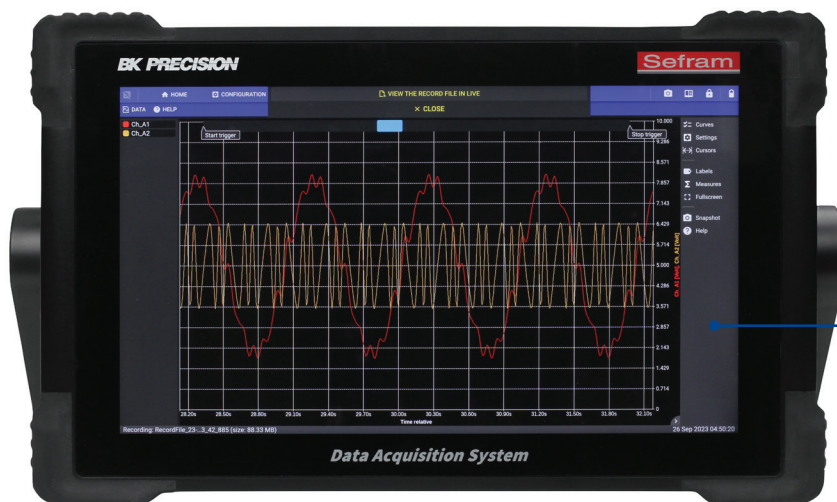 BK PRECISION
Sefram
HOME
CONFIGURATION
VIEW THE RECORD FILE IN LIVE
DATA
HELP
× CLOSE
Ch_A1
Ch_A2
Start trigger
Stop trigger
10.000
9.286
8.571
7.857
7.143
6.429
5.714
5.000
4.286
3.571
2.857
2.143
1.429
0.714
0
Ch_A1 [Volt] Ch_A2 [Volt]
Curves
Settings
Cursors
Labels
Measures
Fullscreen
Snapshot
Help
28.20s 28.50s 28.80s 29.10s 29.40s 29.70s 30.00s 30.30s 30.60s 30.90s 31.20s 31.50s 31.80s 32.10s
Time relative
Recording: RecordFile_23-...3_42_885 (size: 88.33 MB)
26 Sep 2023 04:50:20
Data Acquisition System